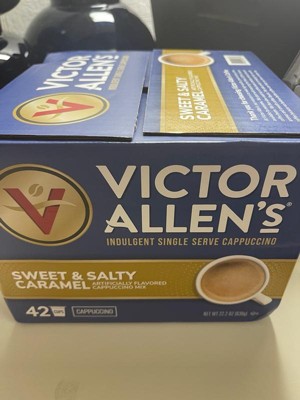 VICTOR
ALLEN'S
SWEET & SALTY
CARAMEL
VICTOR
ALLEN'S®
INDULGENT SINGLE SERVE CAPPUCCINO
SWEET & SALTY
CARAMEL ARTIFICIALLY FLAVORED
CAPPUCCINO MIX
42 CUPS CAPPUCCINO